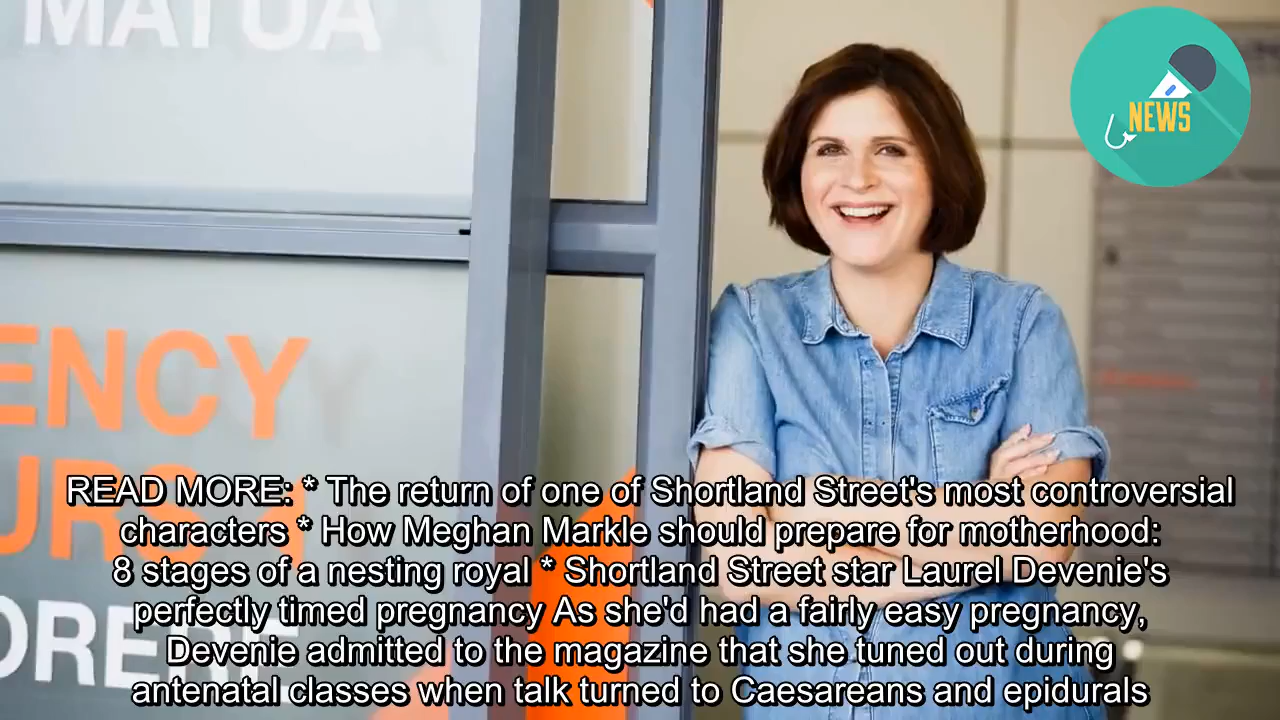 MATUA
NEWS
ENCY
URS
READ MORE: * The return of one of Shortland Street's most controversial
characters * How Meghan Markle should prepare for motherhood:
8 stages of a nesting royal * Shortland Street star Laurel Devenie's
perfectly timed pregnancy As she'd had a fairly easy pregnancy,
Devenie admitted to the magazine that she tuned out during
antenatal classes when talk turned to Caesareans and epidurals